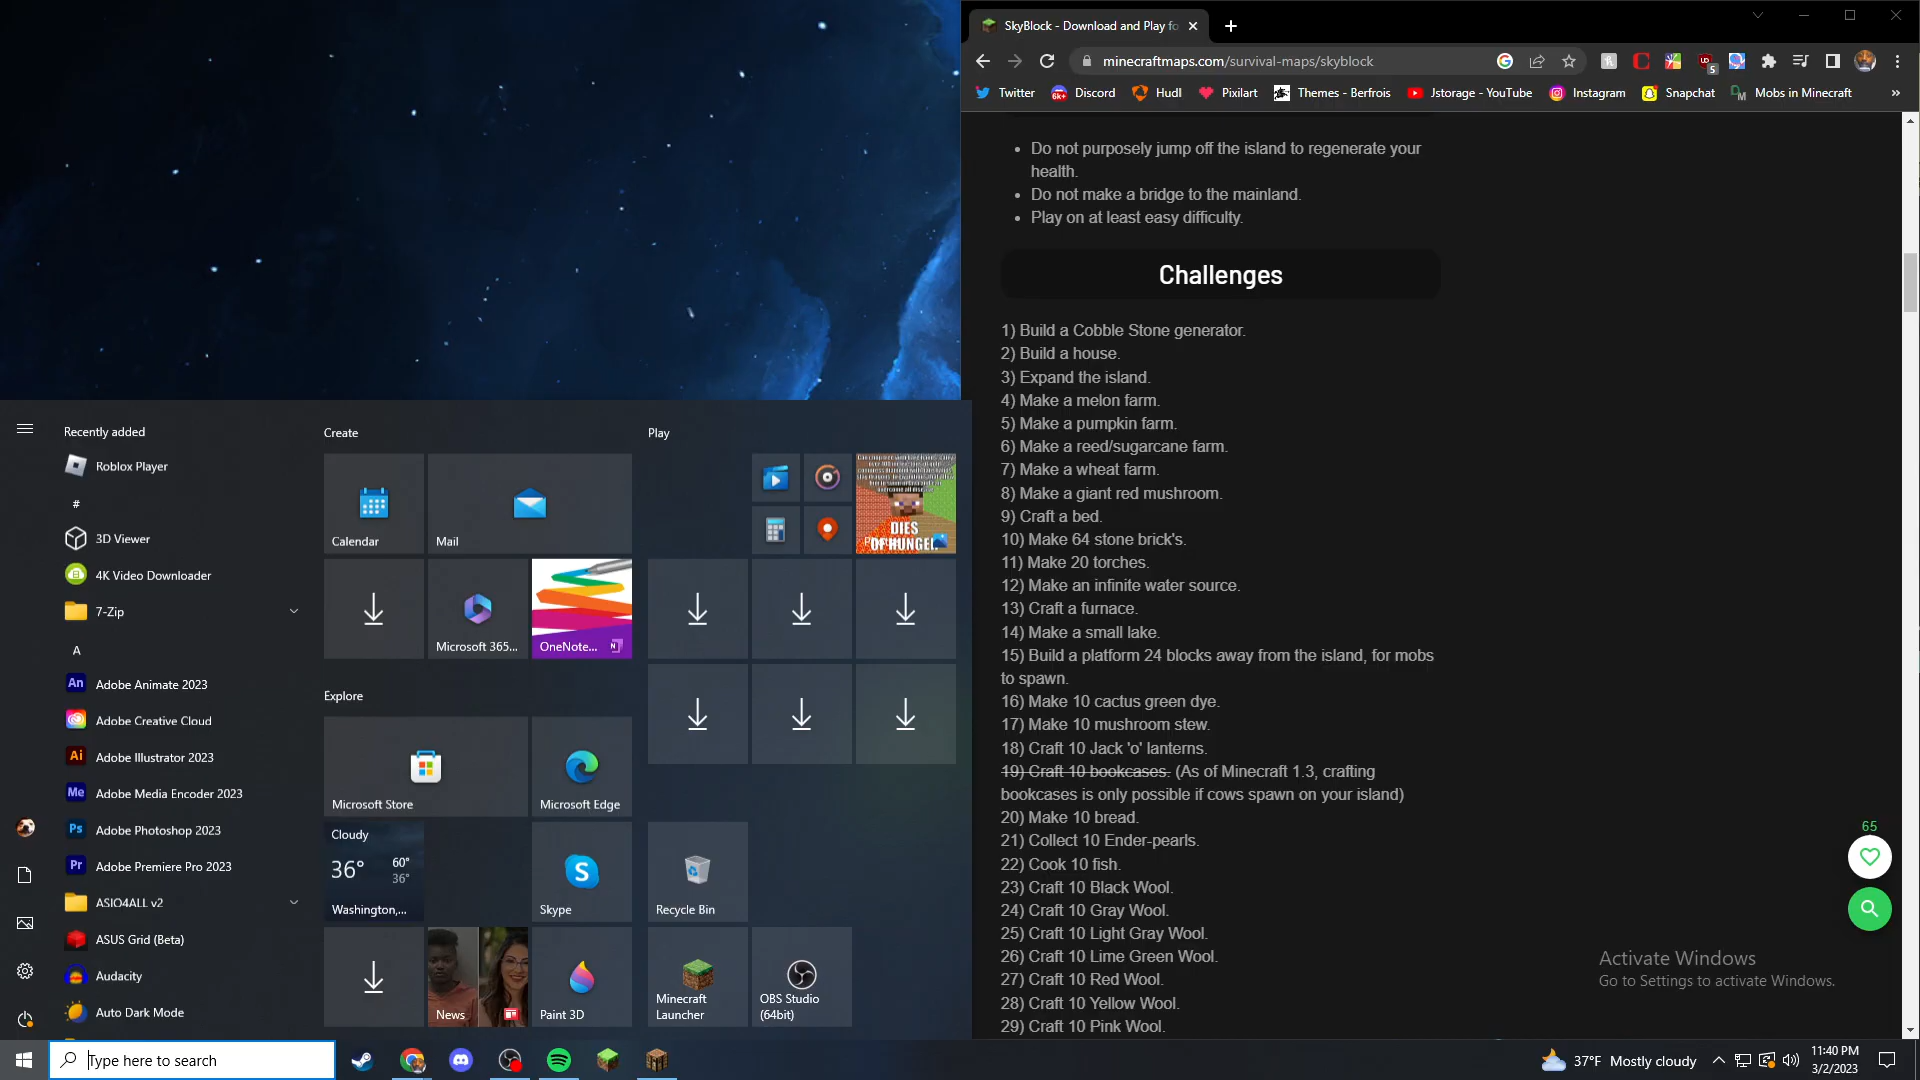 SkyBlock - Download and Play fo
minecraftmaps.com/survival-maps/skyblock
5
Twitter
6k+
Discord
Hudl
Pixilart
Themes - Berfrois
Jstorage - YouTube
Instagram
Snapchat
Mobs in Minecraft
»
• Do not purposely jump off the island to regenerate your
health.
• Do not make a bridge to the mainland.
• Play on at least easy difficulty.
Challenges
1) Build a Cobble Stone generator.
2) Build a house.
3) Expand the island.
4) Make a melon farm.
5) Make a pumpkin farm.
6) Make a reed/sugarcane farm.
7) Make a wheat farm.
8) Make a giant red mushroom.
9) Craft a bed.
10) Make 64 stone brick's.
11) Make 20 torches.
12) Make an infinite water source.
13) Craft a furnace.
14) Make a small lake.
15) Build a platform 24 blocks away from the island, for mobs
to spawn.
16) Make 10 cactus green dye.
17) Make 10 mushroom stew.
18) Craft 10 Jack 'o' lanterns.
19) Craft 10 bookcases. (As of Minecraft 1.3, crafting
bookcases is only possible if cows spawn on your island)
20) Make 10 bread.
21) Collect 10 Ender-pearls.
22) Cook 10 fish.
23) Craft 10 Black Wool.
24) Craft 10 Gray Wool.
25) Craft 10 Light Gray Wool.
26) Craft 10 Lime Green Wool.
27) Craft 10 Red Wool.
28) Craft 10 Yellow Wool.
29) Craft 10 Pink Wool.
65
Activate Windows
Go to Settings to activate Windows.
Recently added
Roblox Player
#
3D Viewer
4K Video Downloader
7-Zip
A
An Adobe Animate 2023
Adobe Creative Cloud
Ai Adobe Illustrator 2023
Me Adobe Media Encoder 2023
Ps Adobe Photoshop 2023
Pr Adobe Premiere Pro 2023
ASIO4ALL v2
ASUS Grid (Beta)
Audacity
Auto Dark Mode
Create
Calendar
Mail
Microsoft 365...
OneNote...
Explore
Microsoft Store
Microsoft Edge
Cloudy
36° 60°
36°
Washington,...
Skype
News
Paint 3D
Play
DIES
OF HUNGER
Recycle Bin
Minecraft
Launcher
OBS Studio
(64bit)
Type here to search
37°F Mostly cloudy
11:40 PM
3/2/2023